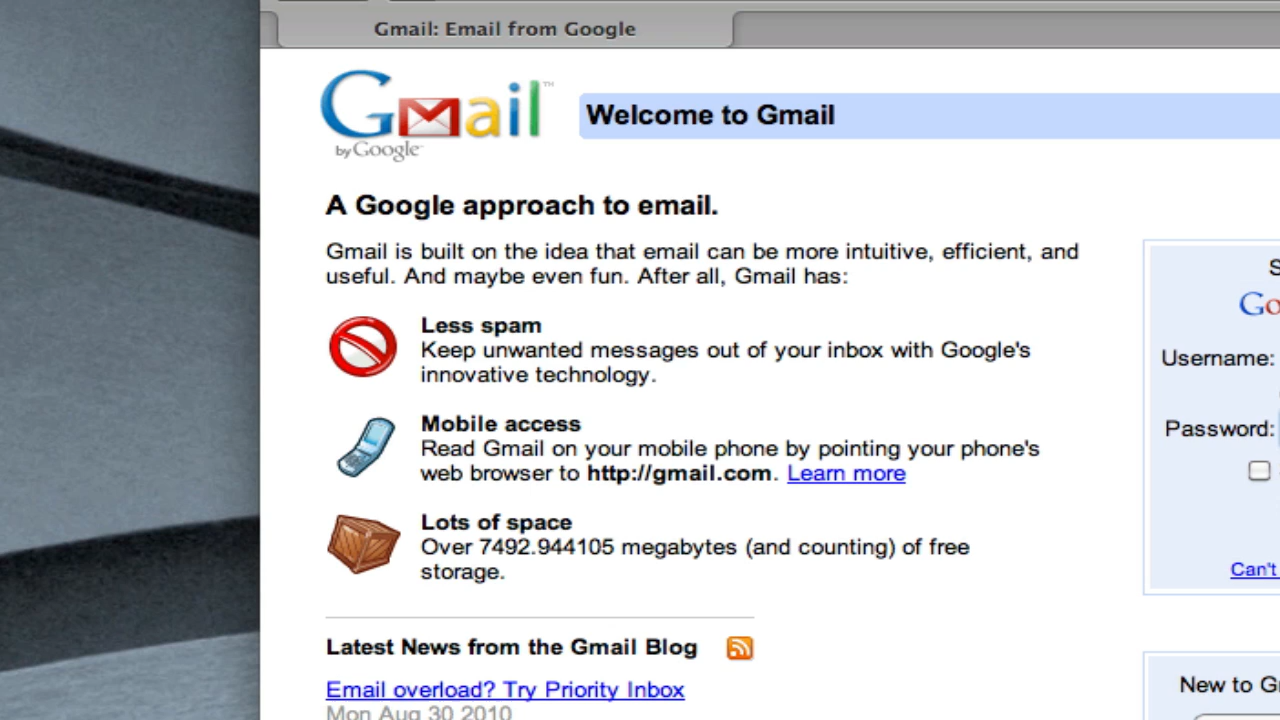 Gmail: Email from Google
Gmail™
by Google™
Welcome to Gmail
A Google approach to email.
Gmail is built on the idea that email can be more intuitive, efficient, and
useful. And maybe even fun. After all, Gmail has:
Less spam
Keep unwanted messages out of your inbox with Google's
innovative technology.
Mobile access
Read Gmail on your mobile phone by pointing your phone's
web browser to http://gmail.com. Learn more
Lots of space
Over 7492.944105 megabytes (and counting) of free
storage.
Latest News from the Gmail Blog
Email overload? Try Priority Inbox
Mon Aug 30 2010
Username:
Password:
Can't
New to